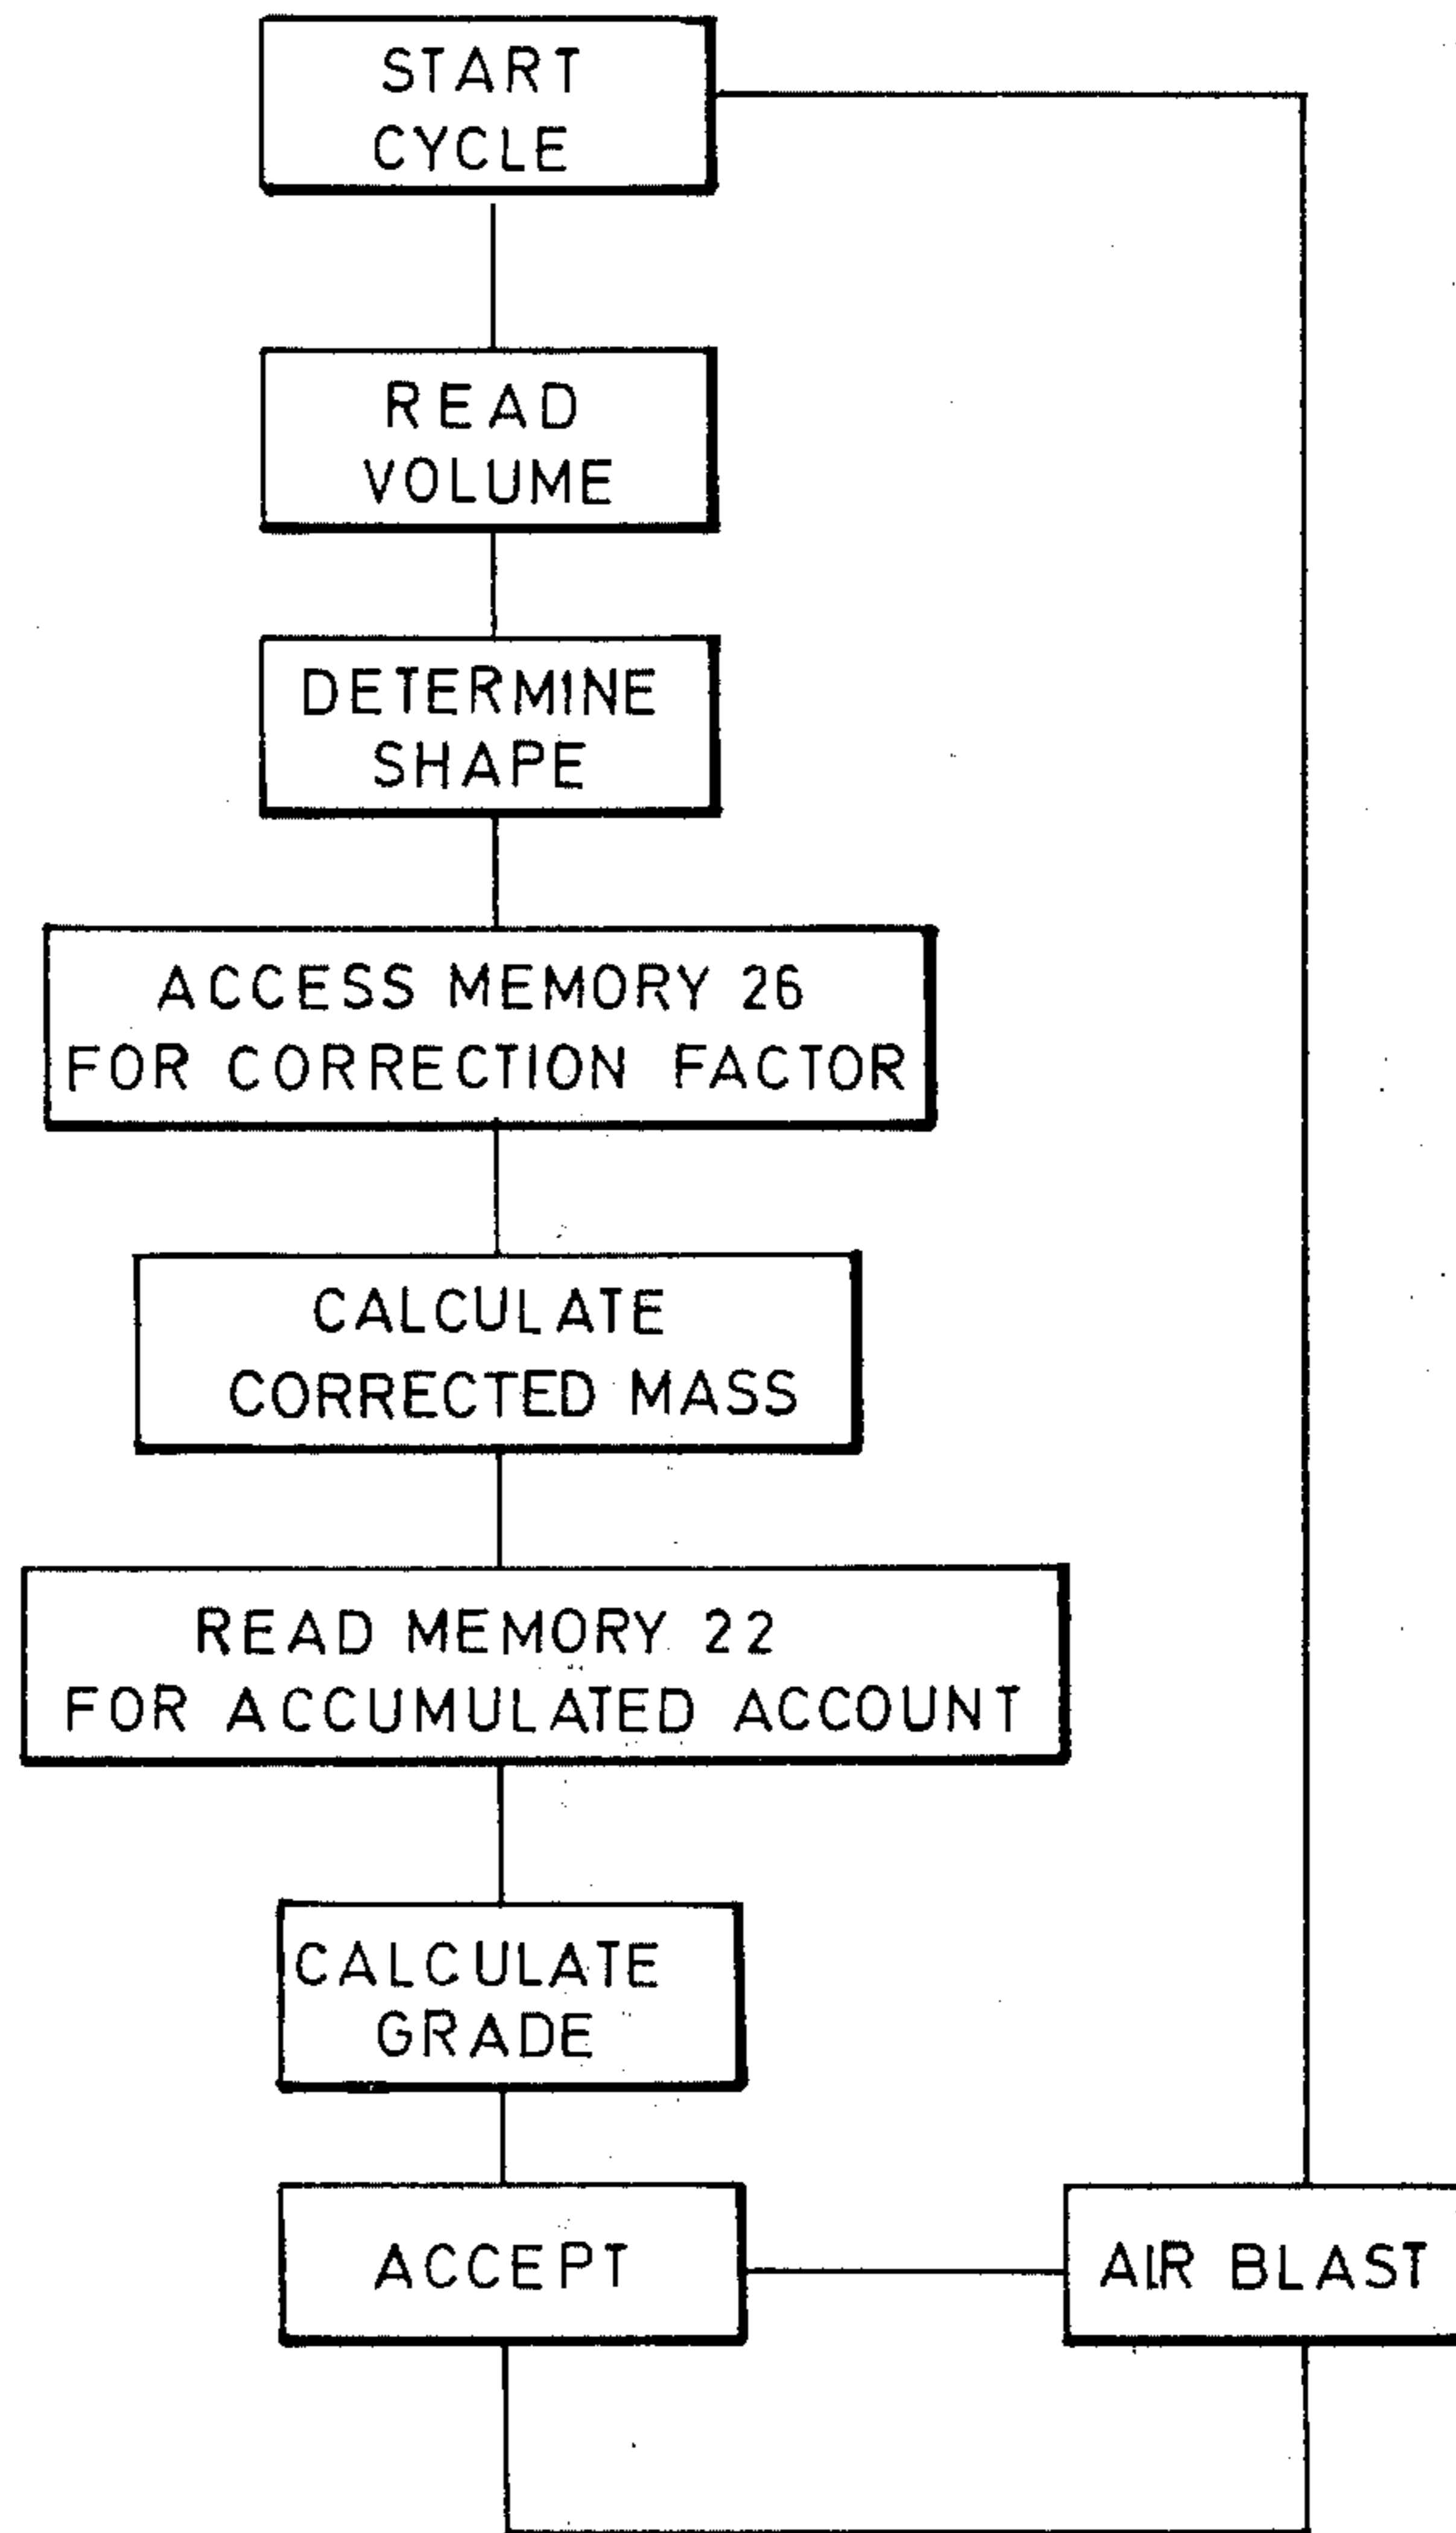 START
CYCLE
READ
VOLUME
DETERMINE
SHAPE
ACCESS MEMORY 26
FOR CORRECTION FACTOR
CALCULATE
CORRECTED MASS
READ MEMORY 22
FOR ACCUMULATED ACCOUNT
CALCULATE
GRADE
ACCEPT
AIR BLAST